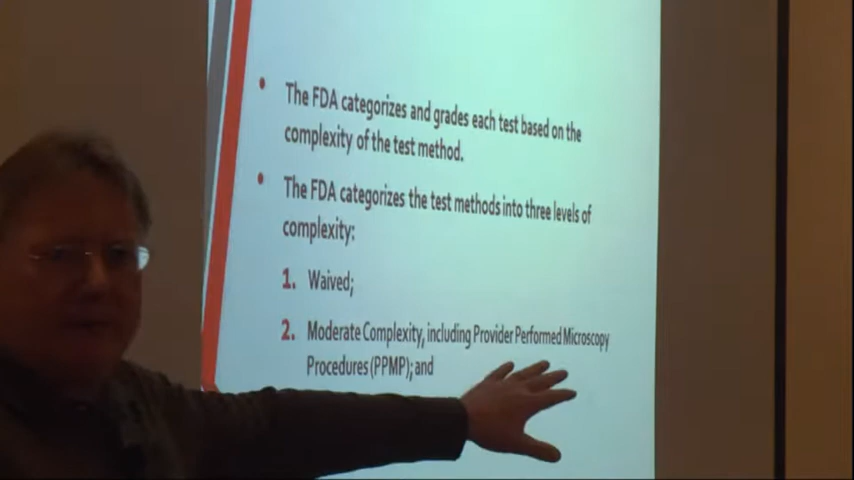 • The FDA categorizes and grades each test based on the
complexity of the test method.
• The FDA categorizes the test methods into three levels of
complexity:
1. Waived;
2. Moderate Complexity, including Provider Performed Microscopy
Procedures (PPMP); and